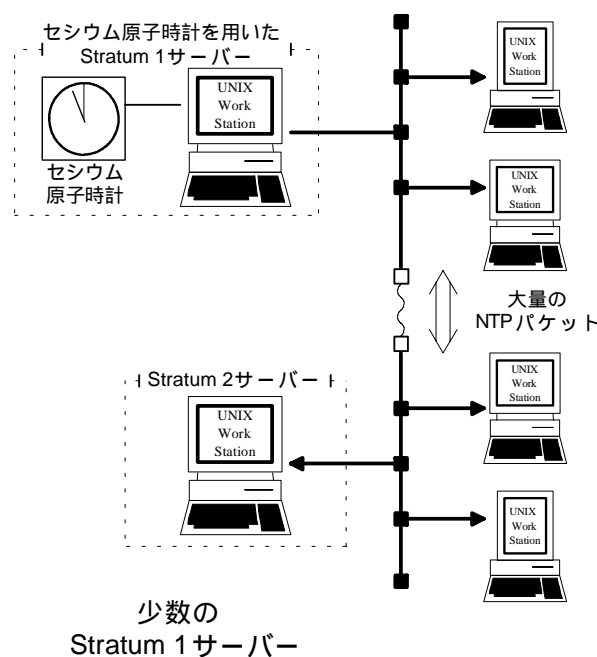 セシウム原子時計を用いた
Stratum 1サーバー
UNIX
Work
Station
セシウム
原子時計
UNIX
Work
Station
UNIX
Work
Station
大量の
NTPパケット
Stratum 2サーバー
UNIX
Work
Station
UNIX
Work
Station
UNIX
Work
Station
少数の
Stratum 1サーバー